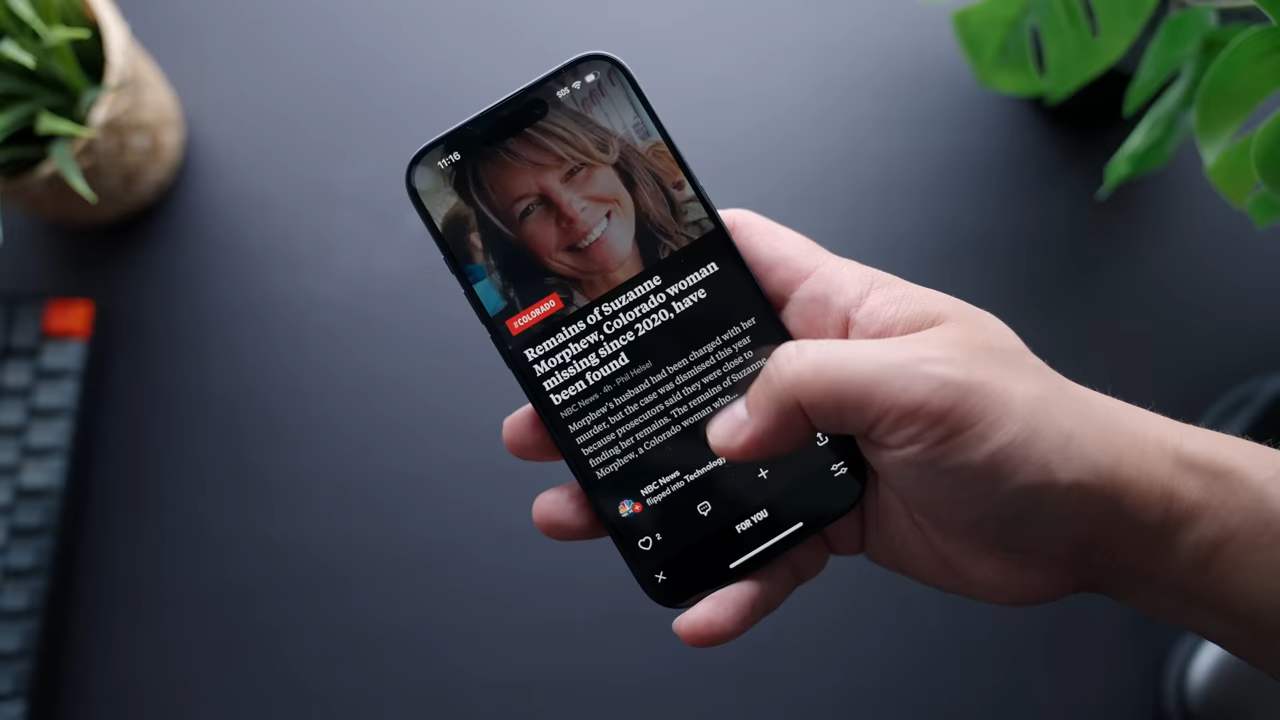 11:16
SOS
#COLORADO
Remains of Suzanne
Morphew, Colorado woman
missing since 2020, have
been found
NBC News · 4h · Phil Helsel
Morphew's husband had been charged with her
murder, but the case was dismissed this year
because prosecutors said they were close to
finding her remains. The remains of Suzanne
Morphew, a Colorado woman who...
NBC News
flipped into Technology
2
FOR YOU